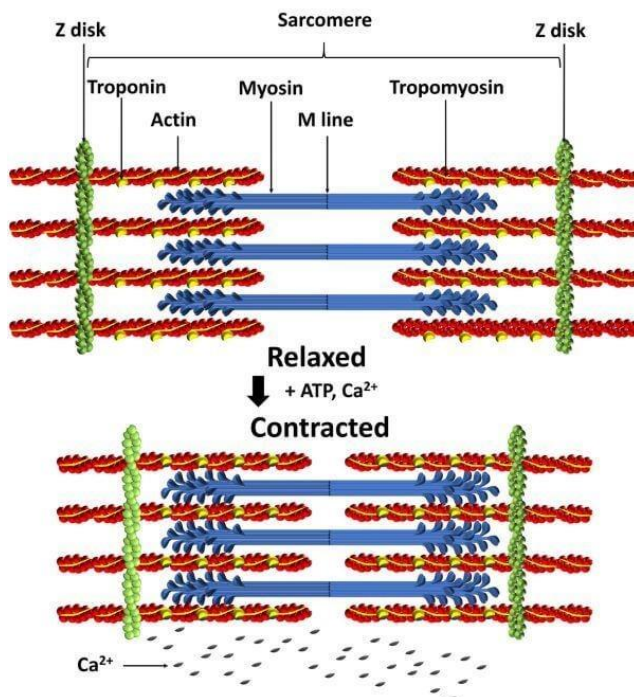 Sarcomere
Z disk
Z disk
Troponin
Myosin
Tropomyosin
Actin
M line
Relaxed
+ ATP, Ca²⁺
Contracted
Ca²⁺